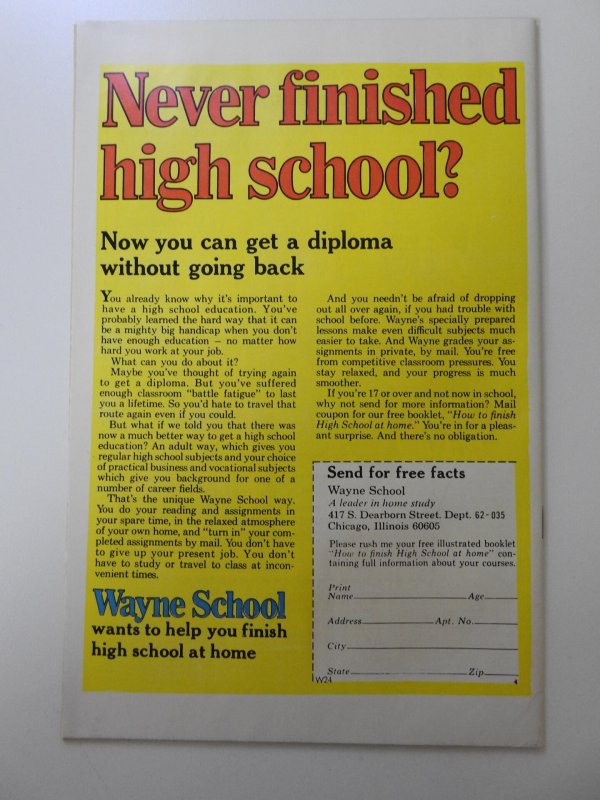 Never finished
high school?
Now you can get a diploma
without going back
You already know why it's important to
have a high school education. You've
probably learned the hard way that it can
be a mighty big handicap when you don't
have enough education – no matter how
hard you work at your job.
What can you do about it?
Maybe you've thought of trying again
to get a diploma. But you've suffered
enough classroom "battle fatigue" to last
you a lifetime. So you'd hate to travel that
route again even if you could.
But what if we told you that there was
now a much better way to get a high school
education? An adult way, which gives you
regular high school subjects and your choice
of practical business and vocational subjects
which give you background for one of a
number of career fields.
That's the unique Wayne School way.
You do your reading and assignments in
your spare time, in the relaxed atmosphere
of your own home, and "turn in" your com-
pleted assignments by mail. You don't have
to give up your present job. You don't
have to study or travel to class at incon-
venient times.
Wayne School
wants to help you finish
high school at home
And you needn't be afraid of dropping
out all over again, if you had trouble with
school before. Wayne's specially prepared
lessons make even difficult subjects much
easier to take. And Wayne grades your as-
signments in private, by mail. You're free
from competitive classroom pressures. You
stay relaxed, and your progress is much
smoother.
If you're 17 or over and not now in school,
why not send for more information? Mail
coupon for our free booklet, "How to finish
High School at home." You're in for a pleas-
ant surprise. And there's no obligation.
Send for free facts
Wayne School
A leader in home study
417 S. Dearborn Street. Dept. 62-035
Chicago, Illinois 60605
Please rush me your free illustrated booklet
"How to finish High School at home" con-
taining full information about your courses.
Print
Name Age
Address Apt. No.
City
State Zip
W24 4